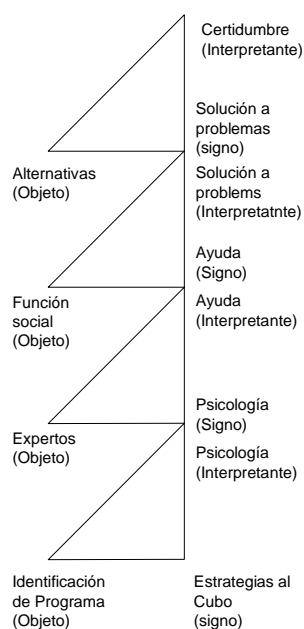 Certidumbre
(Interpretante)
Solución a
problemas
(signo)
Alternativas
(Objeto)
Solución a
problems
(Interpretatnte)
Ayuda
(Signo)
Función
social
(Objeto)
Ayuda
(Interpretante)
Psicología
(Signo)
Expertos
(Objeto)
Psicología
(Interpretante)
Identificación
de Programa
(Objeto)
Estrategias al
Cubo
(signo)